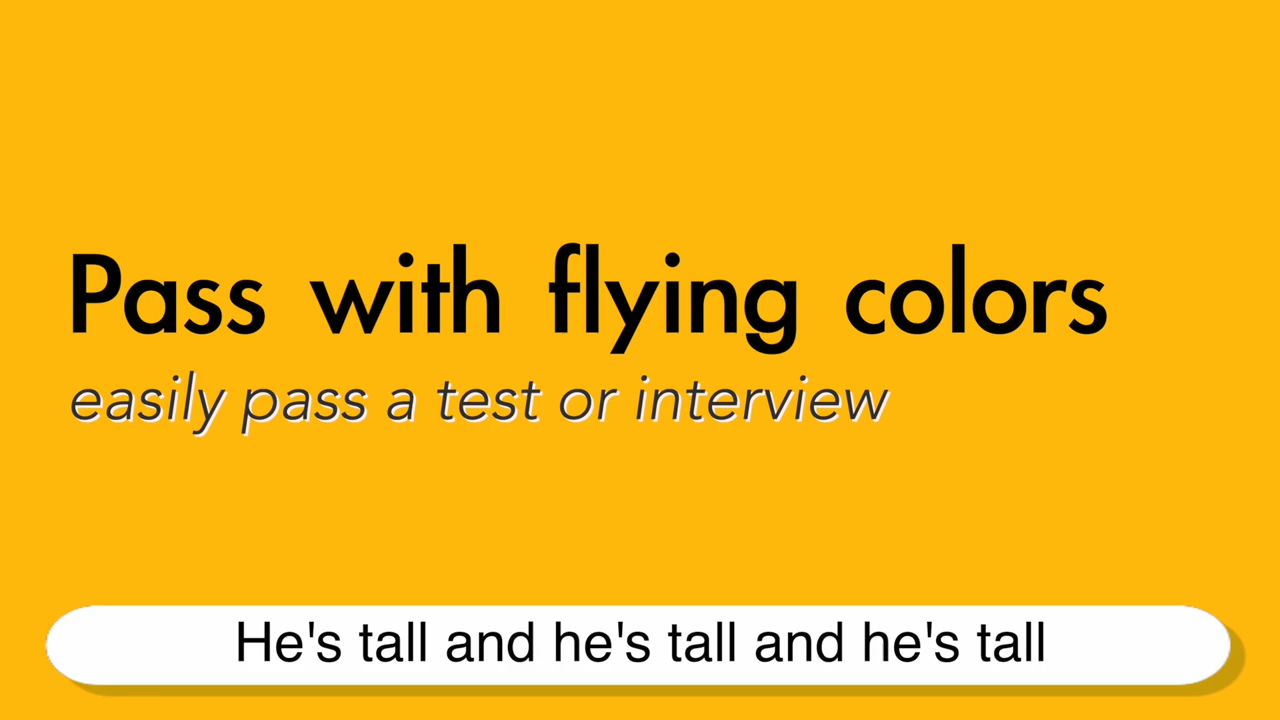 Pass with flying colors
easily pass a test or interview
He's tall and he's tall and he's tall